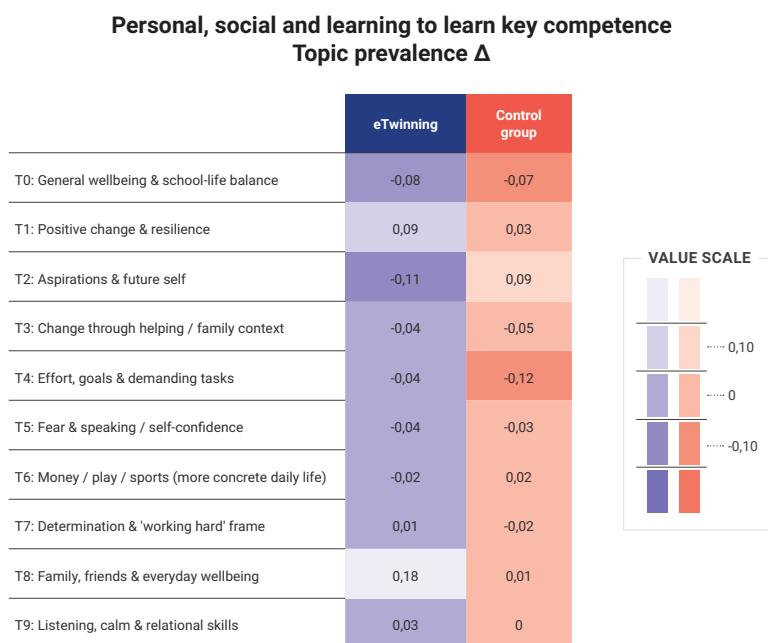 Personal, social and learning to learn key competence
Topic prevalence Δ
eTwinning
Control
group
T0: General wellbeing & school-life balance -0,08 -0,07
T1: Positive change & resilience 0,09 0,03
T2: Aspirations & future self -0,11 0,09
T3: Change through helping / family context -0,04 -0,05
T4: Effort, goals & demanding tasks -0,04 -0,12
T5: Fear & speaking / self-confidence -0,04 -0,03
T6: Money / play / sports (more concrete daily life) -0,02 0,02
T7: Determination & 'working hard' frame 0,01 -0,02
T8: Family, friends & everyday wellbeing 0,18 0,01
T9: Listening, calm & relational skills 0,03 0
VALUE SCALE
0,10
0
-0,10